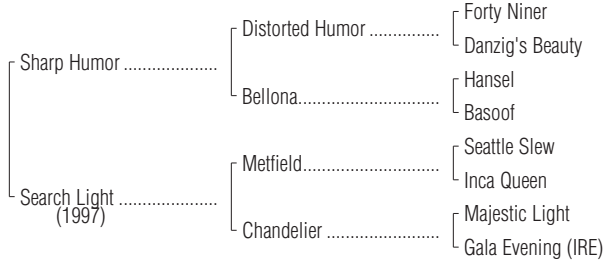 Forty Niner
Distorted Humor ...............
Danzig's Beauty
Sharp Humor ....................
Hansel
Bellona..............................
Basoof
Seattle Slew
Metfield.............................
Inca Queen
Search Light .....................
(1997)
Majestic Light
Chandelier ........................
Gala Evening (IRE)